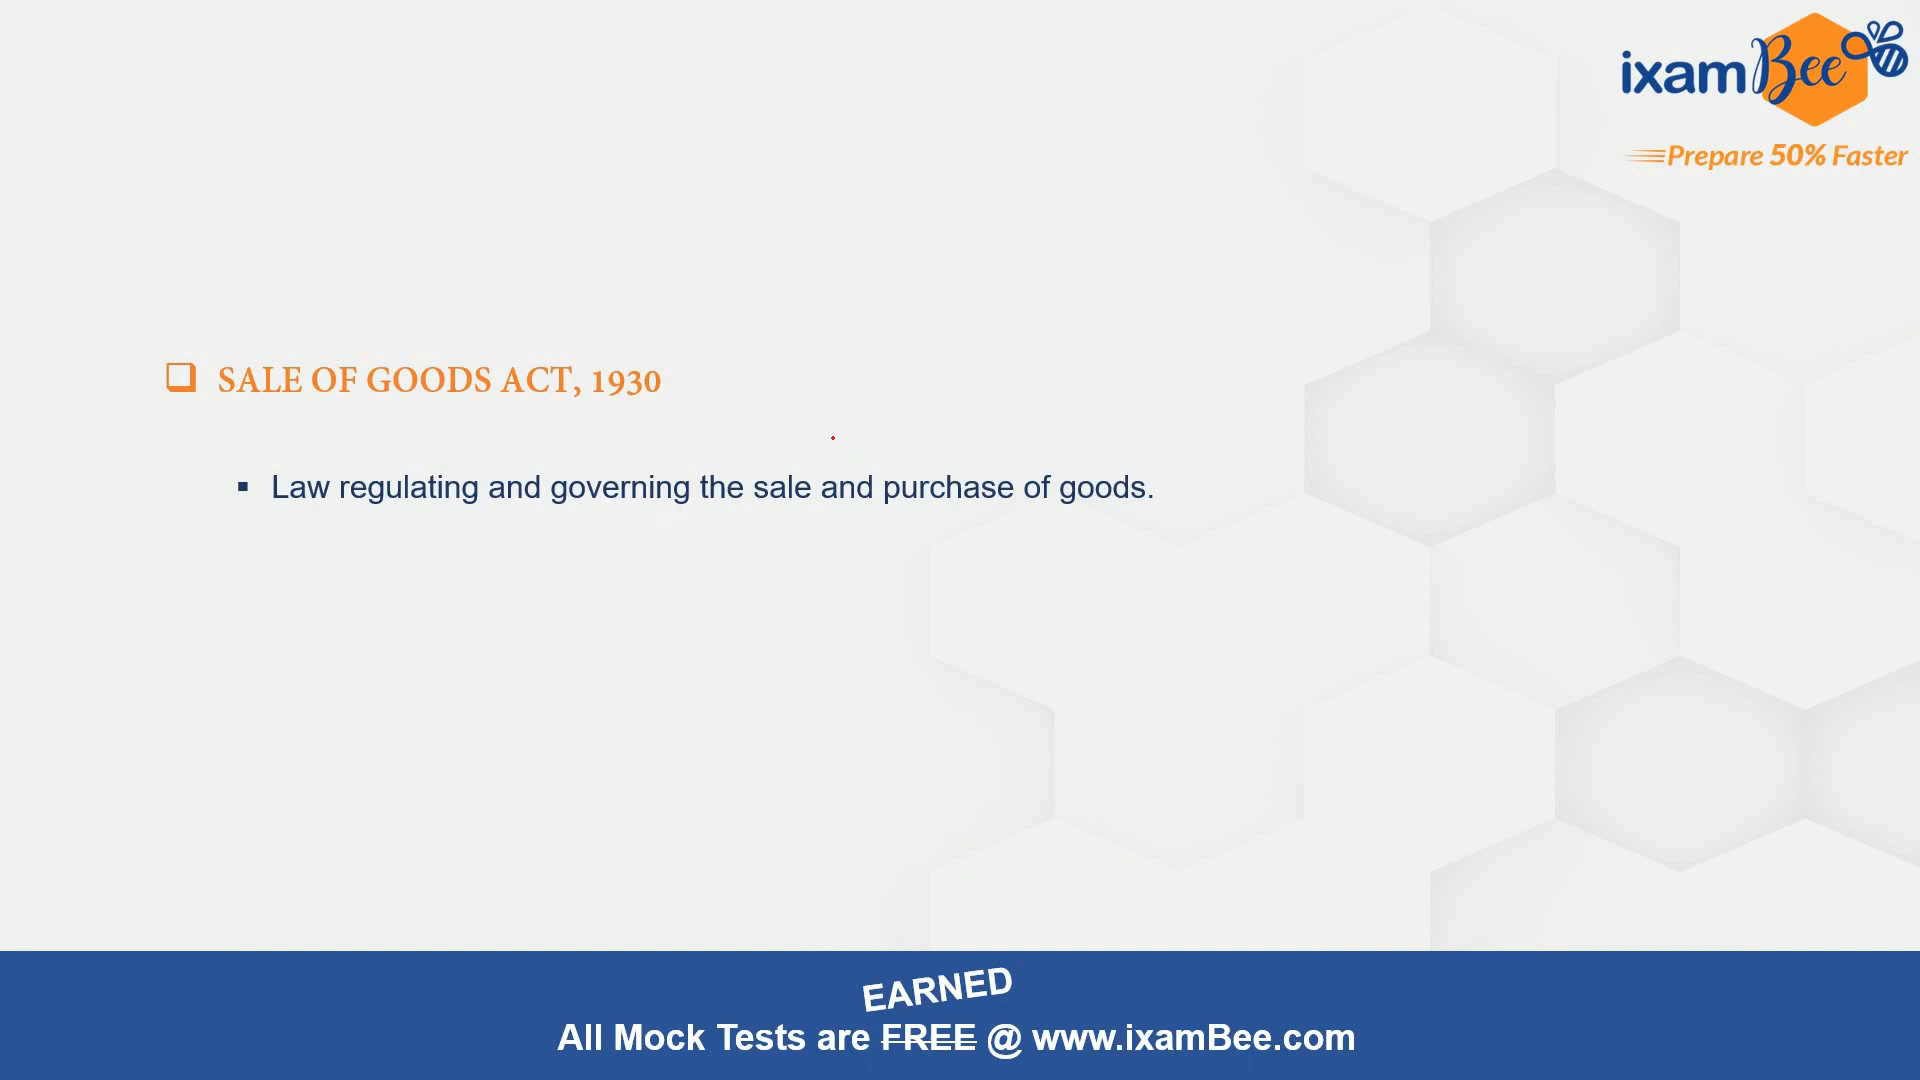 ixamBee
Prepare 50% Faster
SALE OF GOODS ACT, 1930
Law regulating and governing the sale and purchase of goods.
EARNED
All Mock Tests are FREE @ www.ixamBee.com